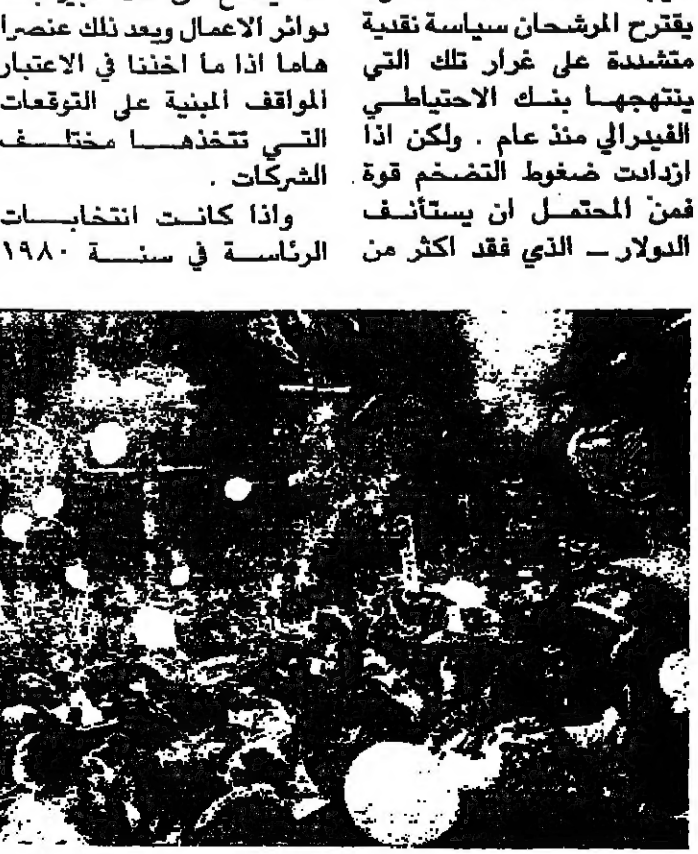 يقترح المرشحان سياسة نقدية
متشددة على غرار تلك التي
ينتهجها بنك الاحتياطي
الفيدرالي منذ عام . ولكن اذا
ازدادت ضغوط التضخم قوة
فمن المحتمل ان يستأنف
الدولار ــ الذي فقد اكثر من
دوائر الاعمال ويعد ذلك عنصرا
هاما اذا ما اخذنا في الاعتبار
المواقف المبنية على التوقعات
التي تتخذها مختلف
الشركات .
واذا كانت انتخابات
الرئاسة في سنة ١٩٨٠